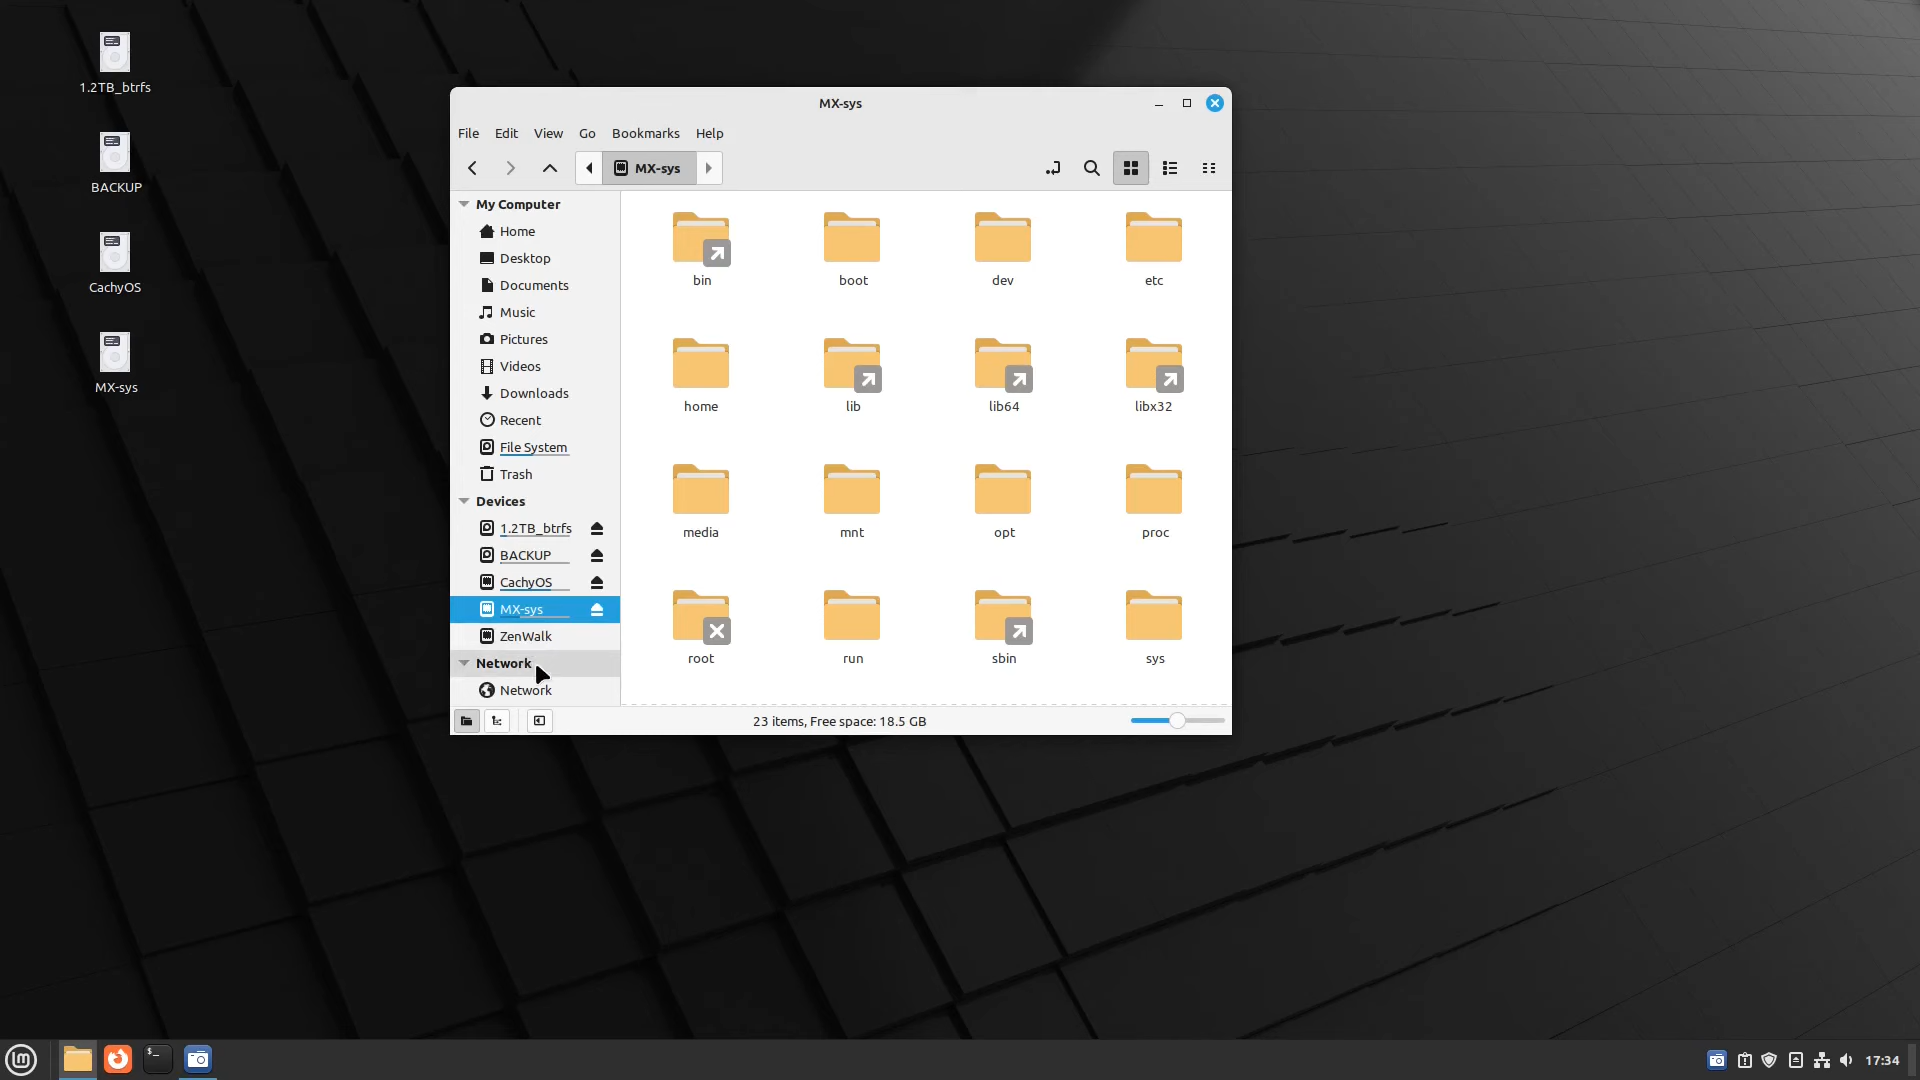 1.2TB_btrfs
BACKUP
CachyOS
MX-sys
MX-sys
File Edit View Go Bookmarks Help
MX-sys
My Computer
Home
Desktop
Documents
Music
Pictures
Videos
Downloads
Recent
File System
Trash
Devices
1.2TB_btrfs
BACKUP
CachyOS
MX-sys
ZenWalk
Network
Network
bin boot dev etc
home lib lib64 libx32
media mnt opt proc
root run sbin sys
23 items, Free space: 18.5 GB
17:34